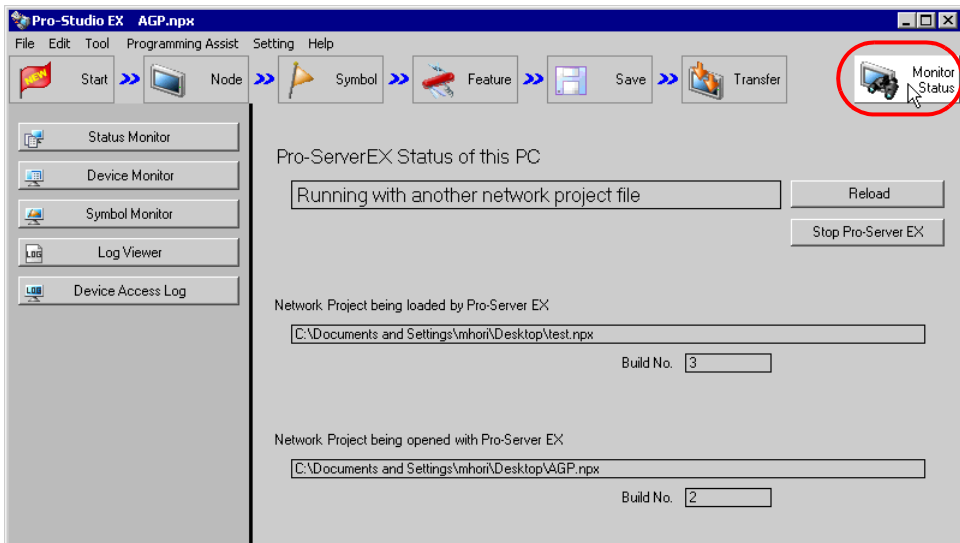 Pro-Studio EX AGP.npx
File Edit Tool Programming Assist Setting Help
NEW Start Node Symbol Feature Save Transfer Monitor Status
Status Monitor
Device Monitor
Symbol Monitor
LOG Log Viewer
LOG Device Access Log
Pro-ServerEX Status of this PC
Running with another network project file
Reload
Stop Pro-Server EX
Network Project being loaded by Pro-Server EX
C:\Documents and Settings\mhori\Desktop\test.npx
Build No. 3
Network Project being opened with Pro-Server EX
C:\Documents and Settings\mhori\Desktop\AGP.npx
Build No. 2